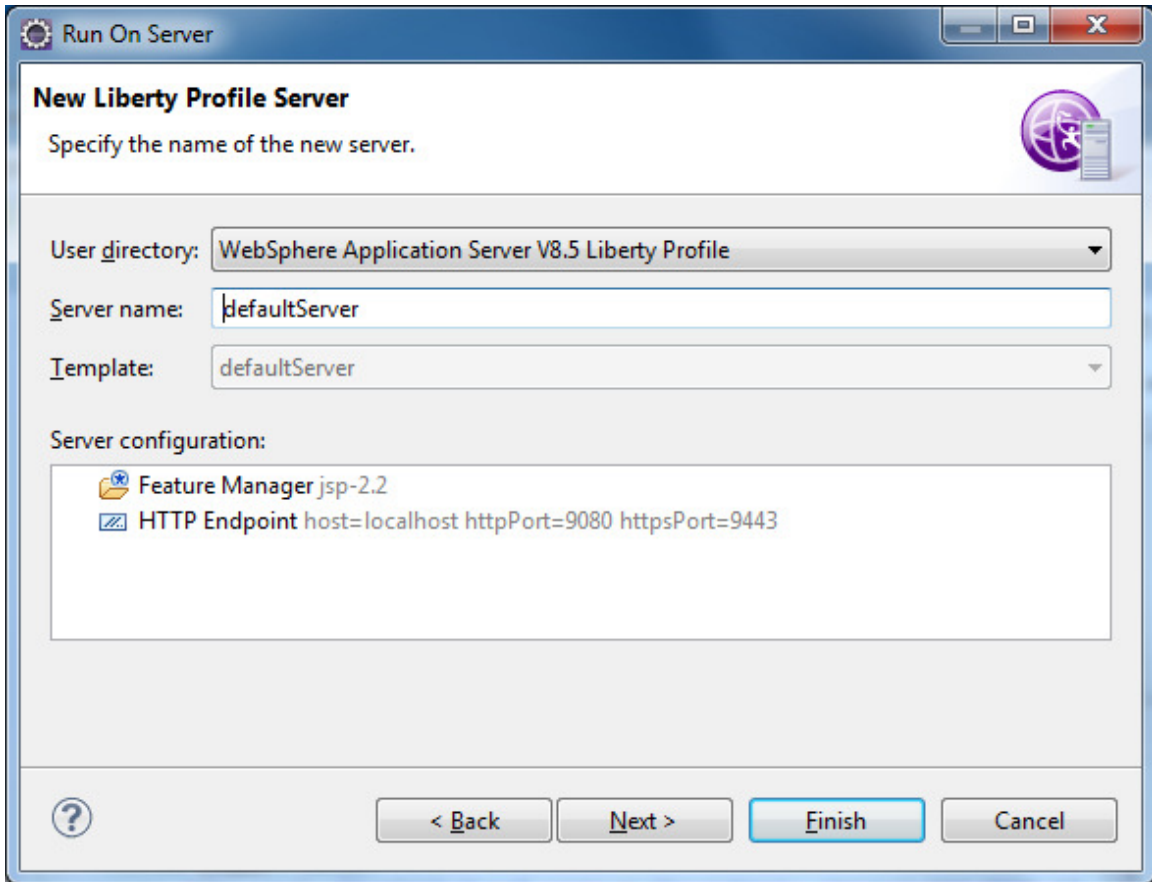 Run On Server
New Liberty Profile Server
Specify the name of the new server.
User directory: WebSphere Application Server V8.5 Liberty Profile
Server name: defaultServer
Template: defaultServer
Server configuration:
Feature Manager jsp-2.2
HTTP Endpoint host=localhost httpPort=9080 httpsPort=9443
? < Back Next > Finish Cancel